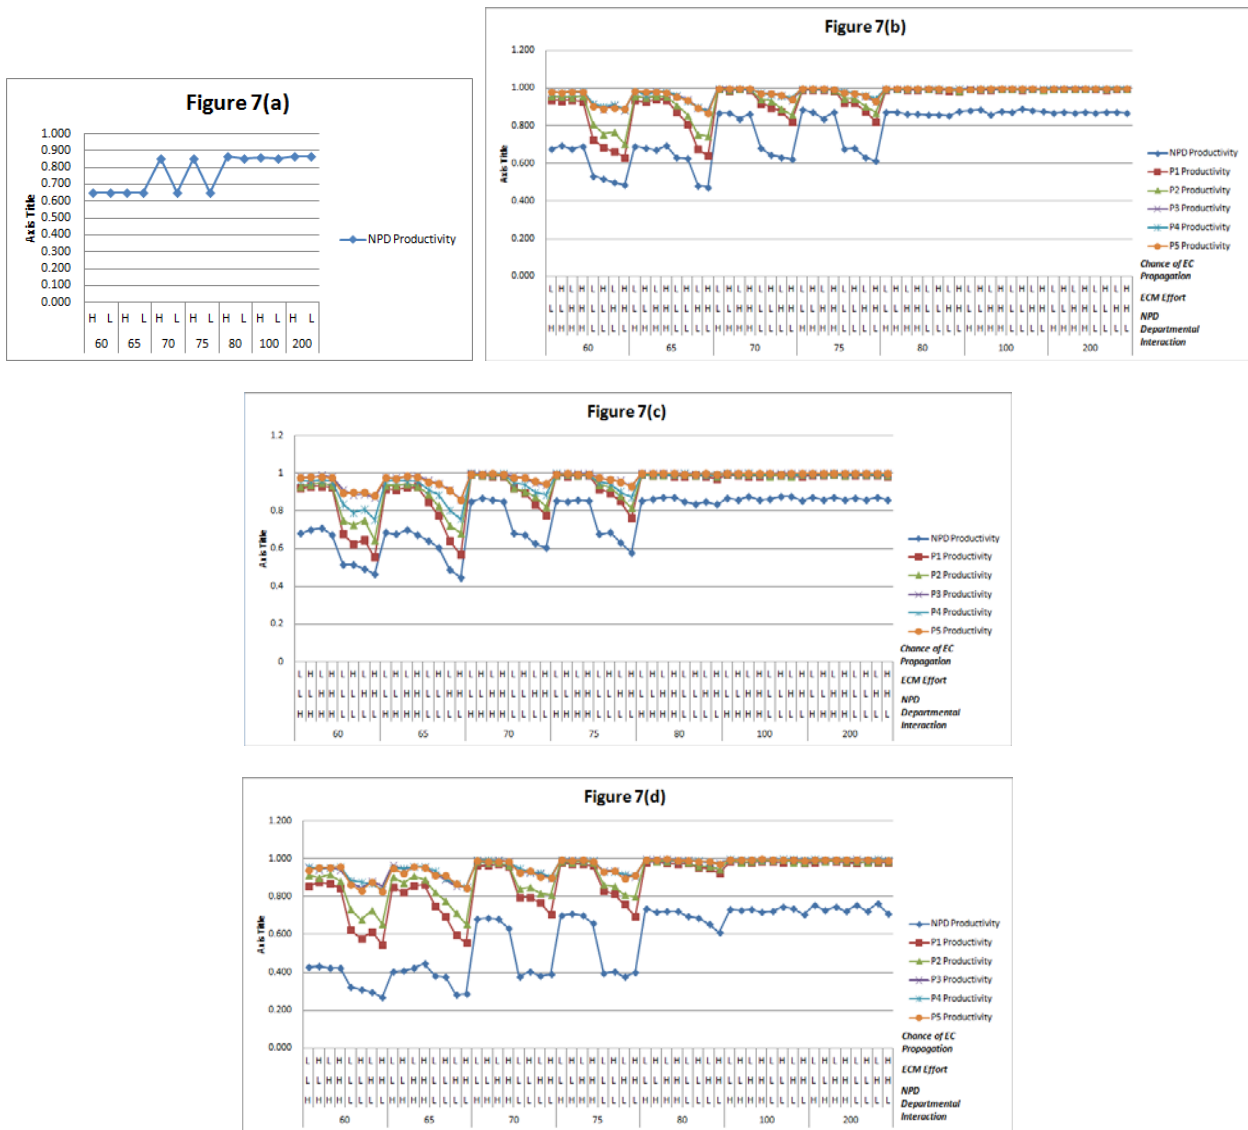 Figure 7(a)
1.000
0.900
0.800
0.700
0.600
0.500
0.400
0.300
0.200
0.100
0.000
Axis Title
NPD Productivity
H L H L H L H L H L H L H L
60 65 70 75 80 100 200
Figure 7(b)
1.200
1.000
0.800
0.600
0.400
0.200
0.000
Axis Title
NPD Productivity
P1 Productivity
P2 Productivity
P3 Productivity
P4 Productivity
P5 Productivity
Chance of EC
Propagation
ECM Effort
NPD
Departmental
Interaction
60 65 70 75 80 100 200
Figure 7(c)
1.2
1
0.8
0.6
0.4
0.2
0
Axis Title
NPD Productivity
P1 Productivity
P2 Productivity
P3 Productivity
P4 Productivity
P5 Productivity
Chance of EC
Propagation
ECM Effort
NPD
Departmental
Interaction
60 65 70 75 80 100 200
Figure 7(d)
1.200
1.000
0.800
0.600
0.400
0.200
0.000
Axis Title
NPD Productivity
P1 Productivity
P2 Productivity
P3 Productivity
P4 Productivity
P5 Productivity
Chance of EC
Propagation
ECM Effort
NPD
Departmental
Interaction
60 65 70 75 80 100 200